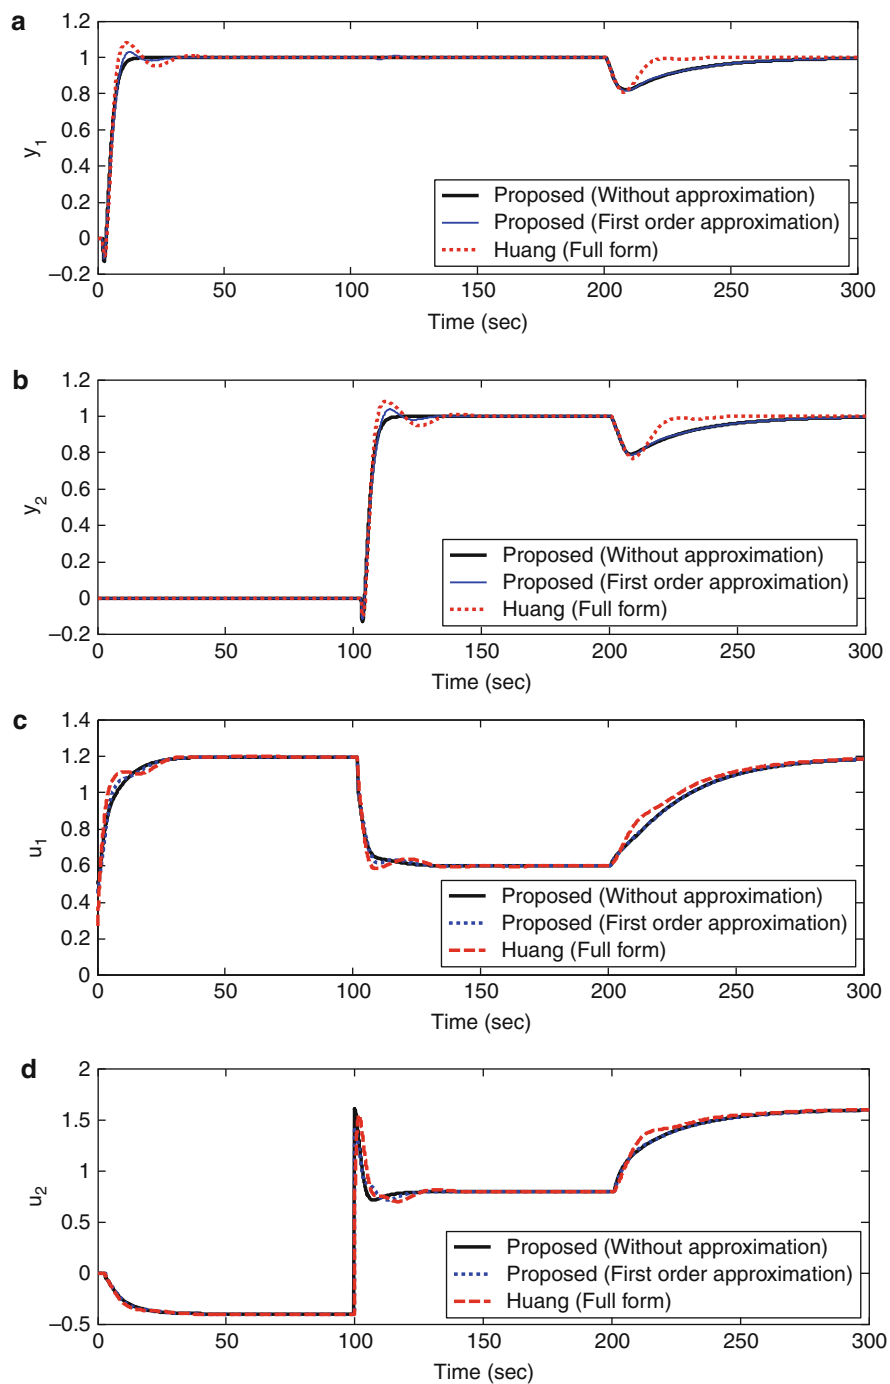 a
1.2
1
0.8
0.6
0.4
0.2
0
−0.2
y1
Proposed (Without approximation)
Proposed (First order approximation)
Huang (Full form)
0 50 100 150 200 250 300
Time (sec)
b
1.2
1
0.8
0.6
0.4
0.2
0
−0.2
y2
Proposed (Without approximation)
Proposed (First order approximation)
Huang (Full form)
0 50 100 150 200 250 300
Time (sec)
c
1.4
1.2
1
0.8
0.6
0.4
0.2
0
u1
Proposed (Without approximation)
Proposed (First order approximation)
Huang (Full form)
0 50 100 150 200 250 300
Time (sec)
d
2
1.5
1
0.5
0
−0.5
u2
Proposed (Without approximation)
Proposed (First order approximation)
Huang (Full form)
0 50 100 150 200 250 300
Time (sec)